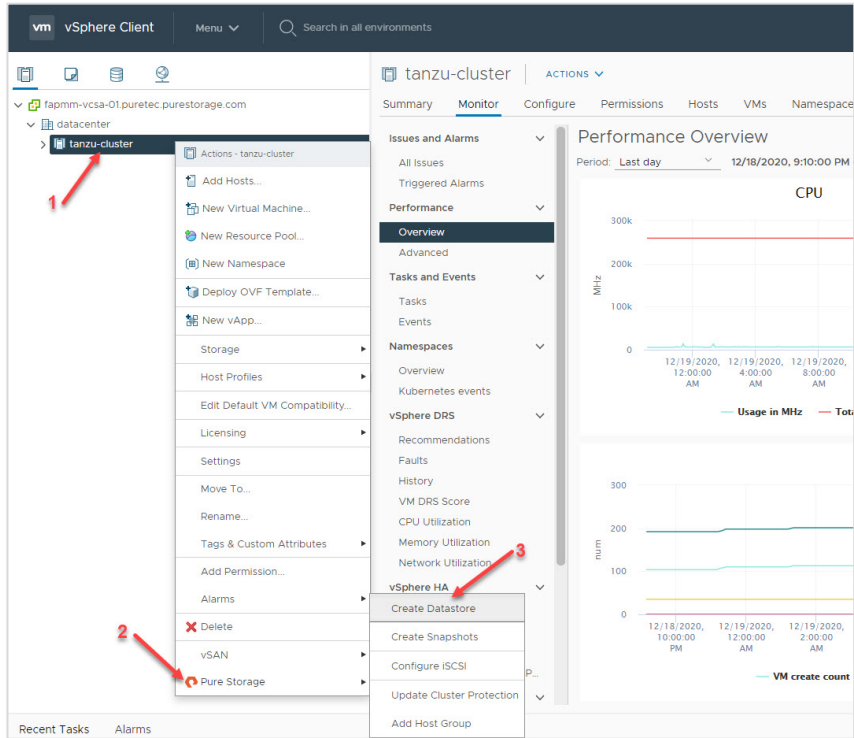 vm vSphere Client Menu Search in all environments
fapmm-vcsa-01.puretec.purestorage.com
datacenter
tanzu-cluster
1
Actions - tanzu-cluster
Add Hosts...
New Virtual Machine...
New Resource Pool...
New Namespace
Deploy OVF Template...
New vApp...
Storage
Host Profiles
Edit Default VM Compatibility...
Licensing
Settings
Move To...
Rename...
Tags & Custom Attributes
Add Permission...
Alarms
Delete
vSAN
2
Pure Storage
tanzu-cluster ACTIONS
Summary Monitor Configure Permissions Hosts VMs Namespace
Issues and Alarms
All Issues
Triggered Alarms
Performance
Overview
Advanced
Tasks and Events
Tasks
Events
Namespaces
Overview
Kubernetes events
vSphere DRS
Recommendations
Faults
History
VM DRS Score
CPU Utilization
Memory Utilization
Network Utilization
3
vSphere HA
Create Datastore
Create Snapshots
Configure iSCSI
P...
Update Cluster Protection
Add Host Group
Performance Overview
Period: Last day 12/18/2020, 9:10:00 PM
CPU
300k
200k
MHz
100k
0
12/19/2020, 12/19/2020, 12/19/2020,
12:00:00 4:00:00 8:00:00
AM AM AM
Usage in MHz Tota
300
200
num
100
0
12/18/2020, 12/19/2020, 12/19/2020,
10:00:00 12:00:00 2:00:00
PM AM AM
VM create count
Recent Tasks Alarms